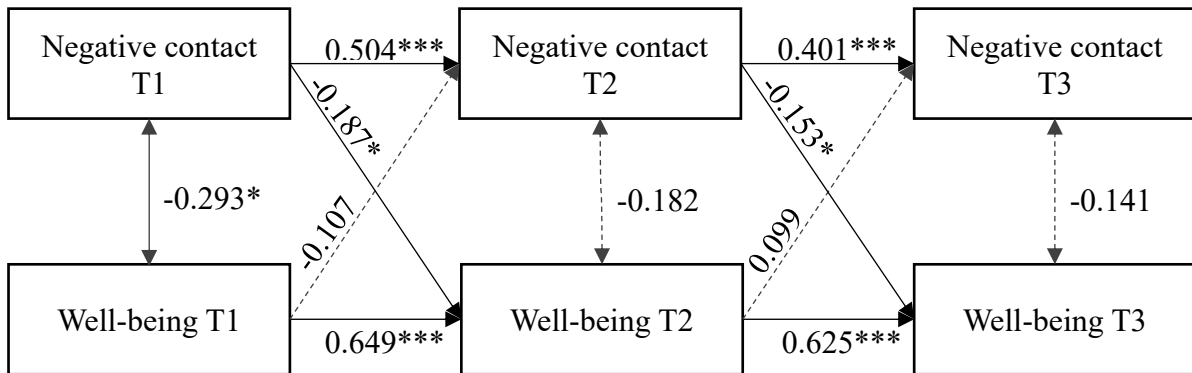 Negative contact
T1
0.504***
Negative contact
T2
0.401***
Negative contact
T3
-0.187*
-0.153*
-0.293*
-0.107
-0.182
0.099
-0.141
Well-being T1
0.649***
Well-being T2
0.625***
Well-being T3